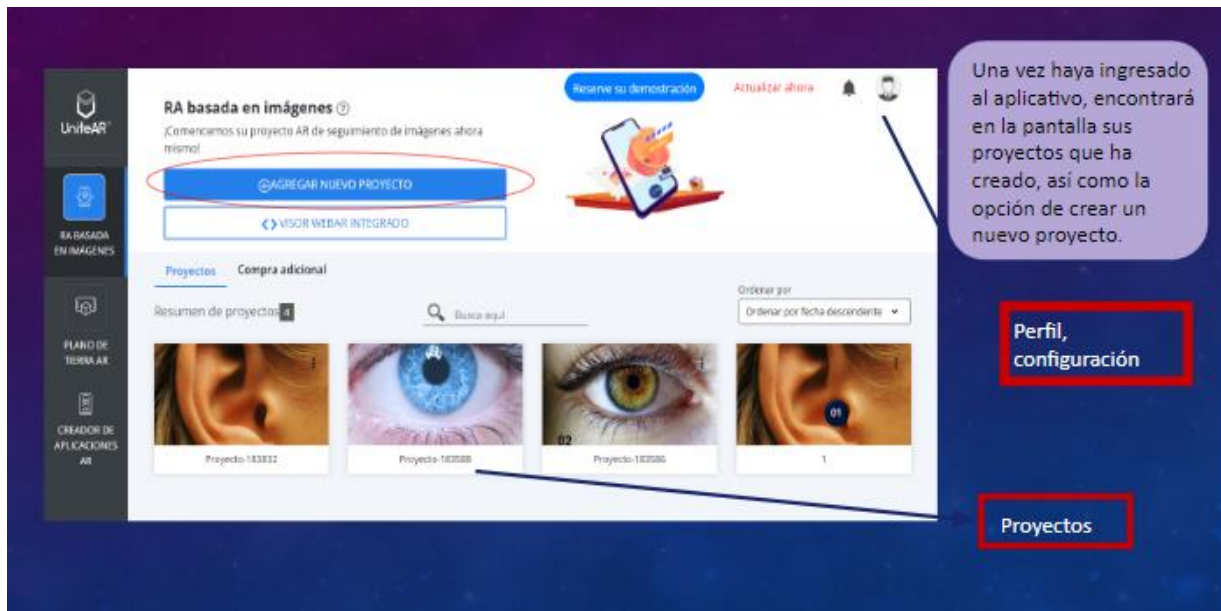 UniteAR
RA BASADA
EN IMÁGENES
PLANO DE
TIERRA AR
CREADOR DE
APLICACIONES
AR
RA basada en imágenes
¡Comencemos su proyecto AR de seguimiento de imágenes ahora
mismo!
AGREGAR NUEVO PROYECTO
<> VISOR WEBAR INTEGRADO
Reserve su demostración
Actualizar ahora
Proyectos
Compra adicional
Resumen de proyectos 4
Busca aquí
Ordenar por
Ordenar por fecha descendente
02
01
Proyecto-183832
Proyecto-183588
Proyecto-183586
1
Una vez haya ingresado
al aplicativo, encontrará
en la pantalla sus
proyectos que ha
creado, así como la
opción de crear un
nuevo proyecto.
Perfil,
configuración
Proyectos